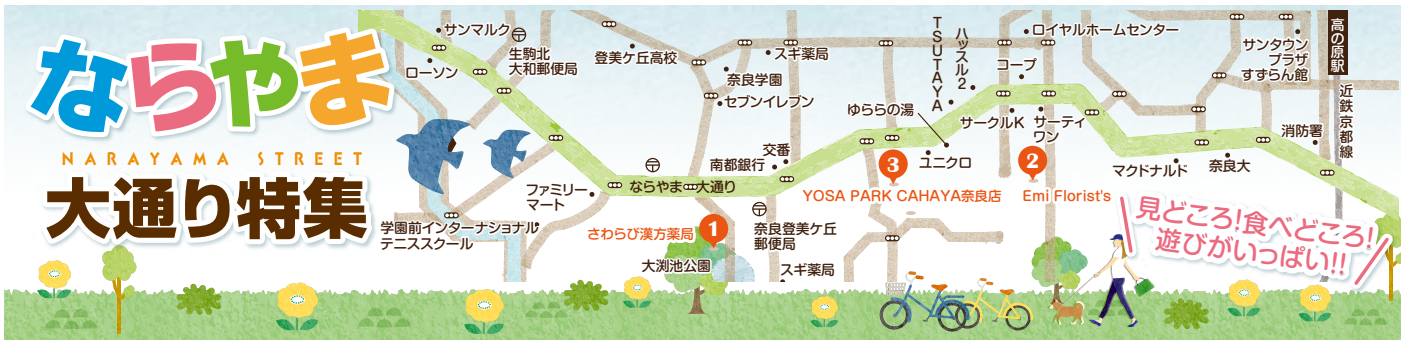 ならやま
NARAYAMA STREET
大通り特集
サンマルク
ローソン
生駒北
大和郵便局
登美ケ丘高校
スギ薬局
奈良学園
セブンイレブン
TSUTAYA
ハッスル2
ロイヤルホームセンター
コープ
サンタウン
プラザ
すずらん館
高の原駅
近鉄京都線
ゆららの湯
サークルK
サーティ
ワン
消防署
ユニクロ
交番
南都銀行
マクドナルド
奈良大
ならやま大通り
ファミリー
マート
3
2
YOSA PARK CAHAYA奈良店
Emi Florist's
学園前インターナショナル
テニススクール
さわらび漢方薬局
1
奈良登美ケ丘
郵便局
大渕池公園
スギ薬局
見どころ!食べどころ!
遊びがいっぱい!!